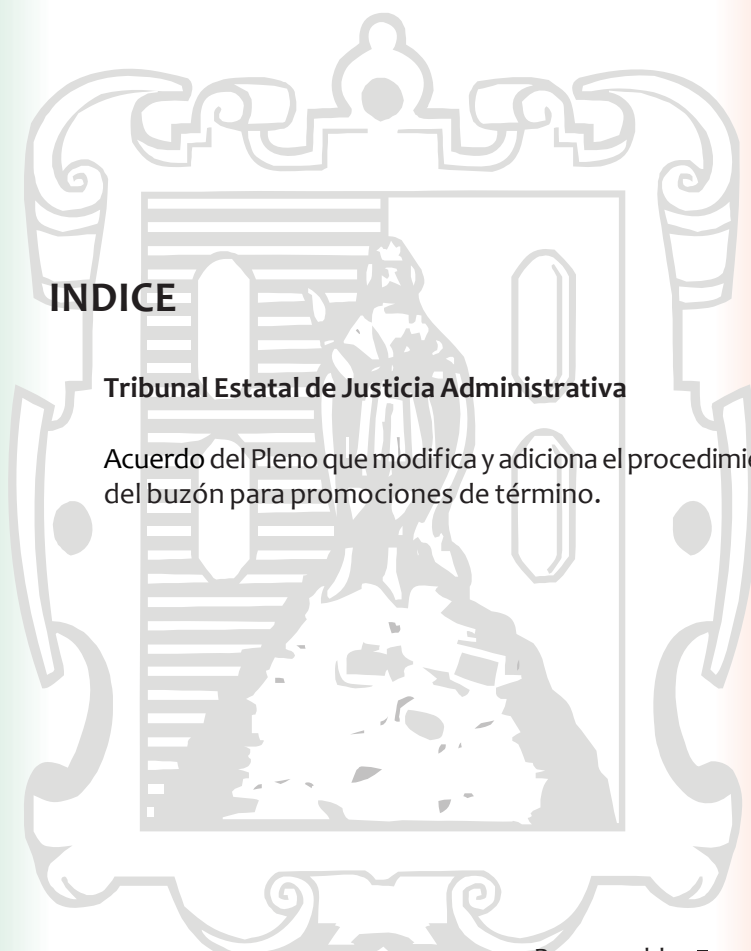 INDICE
Tribunal Estatal de Justicia Administrativa
Acuerdo del Pleno que modifica y adiciona el
del buzón para promociones de término.